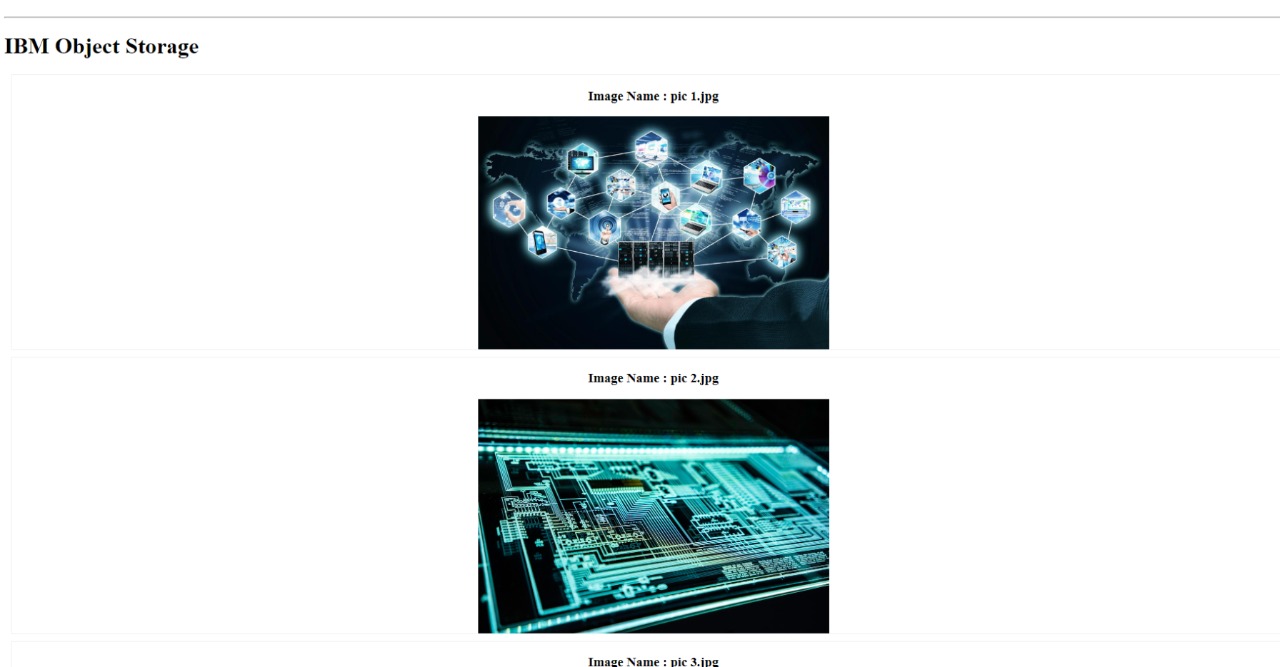 IBM Object Storage
Image Name : pic 1.jpg
Image Name : pic 2.jpg
Image Name : pic 3.jpg